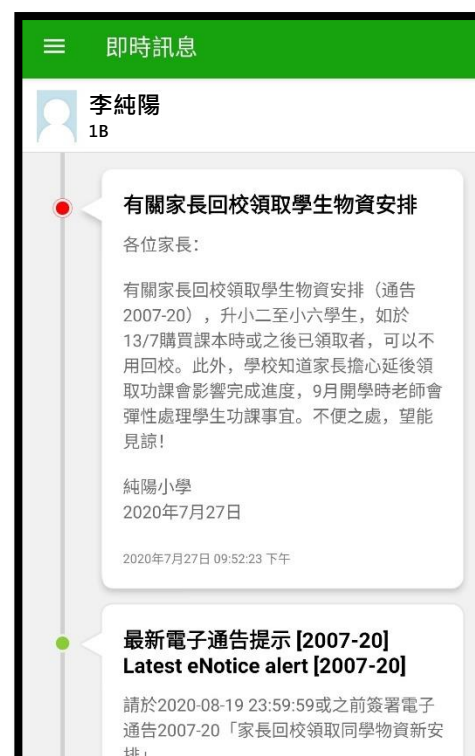 即時訊息
李純陽
1B
有關家長回校領取學生物資安排
各位家長：
有關家長回校領取學生物資安排（通告
2007-20），升小二至小六學生，如於
13/7購買課本時或之後已領取者，可以不
用回校。此外，學校知道家長擔心延後領
取功課會影響完成進度，9月開學時老師會
彈性處理學生功課事宜。不便之處，望能
見諒！
純陽小學
2020年7月27日
2020年7月27日 09:52:23 下午
最新電子通告提示 [2007-20]
Latest eNotice alert [2007-20]
請於2020-08-19 23:59:59或之前簽署電子
通告2007-20「家長回校領取同學物資新安
排」